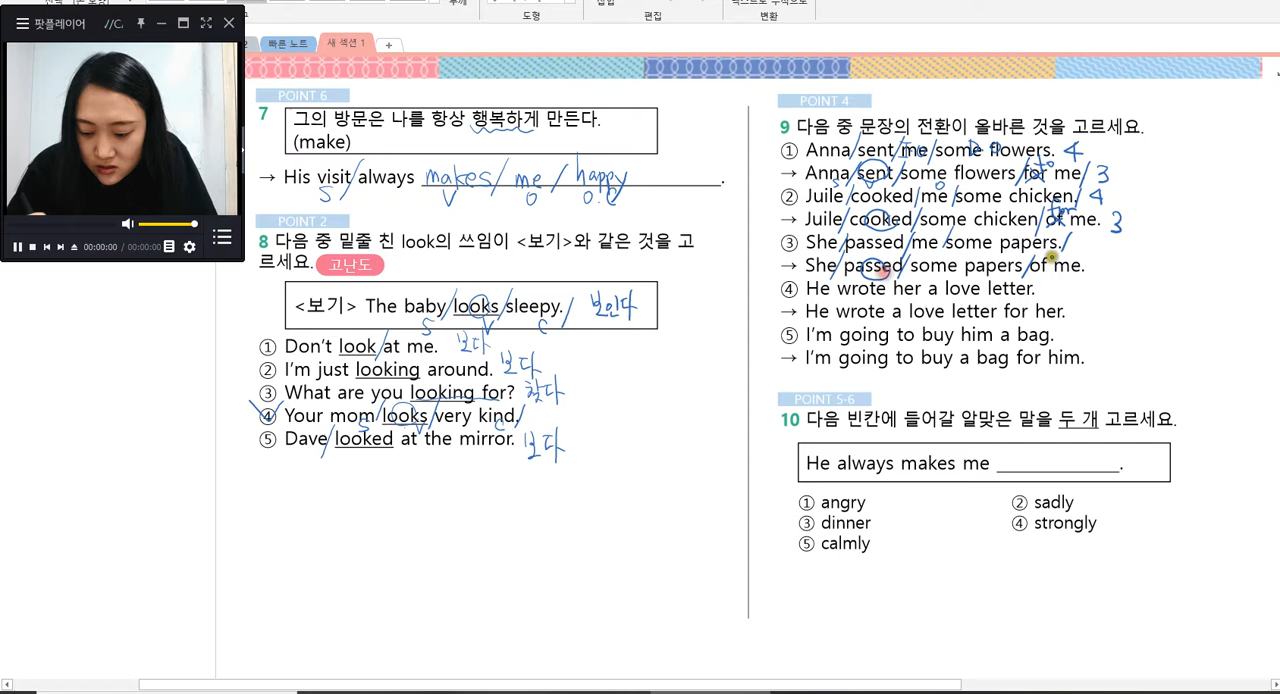 도형
편집
변환
팟플레이어
빠른 노트
새 섹션 1
00:00:00 / 00:00:00
POINT 6
7 그의 방문은 나를 항상 행복하게 만든다.
(make)
→ His visit always makes me happy.
S V O O.C
POINT 2
8 다음 중 밑줄 친 look의 쓰임이 <보기>와 같은 것을 고
르세요. 고난도
<보기> The baby looks sleepy. 보인다
S V C
① Don't look at me. 보다
② I'm just looking around. 보다
③ What are you looking for? 찾다
④ Your mom looks very kind.
S V C
⑤ Dave looked at the mirror. 보다
POINT 4
9 다음 중 문장의 전환이 올바른 것을 고르세요.
① Anna sent me some flowers. 4
→ Anna sent some flowers for me 3
② Juile cooked me some chicken. 4
→ Juile cooked some chicken of me. 3
③ She passed me some papers.
→ She passed some papers of me.
④ He wrote her a love letter.
→ He wrote a love letter for her.
⑤ I'm going to buy him a bag.
→ I'm going to buy a bag for him.
POINT 5-6
10 다음 빈칸에 들어갈 알맞은 말을 두 개 고르세요.
He always makes me ____________.
① angry ② sadly
③ dinner ④ strongly
⑤ calmly